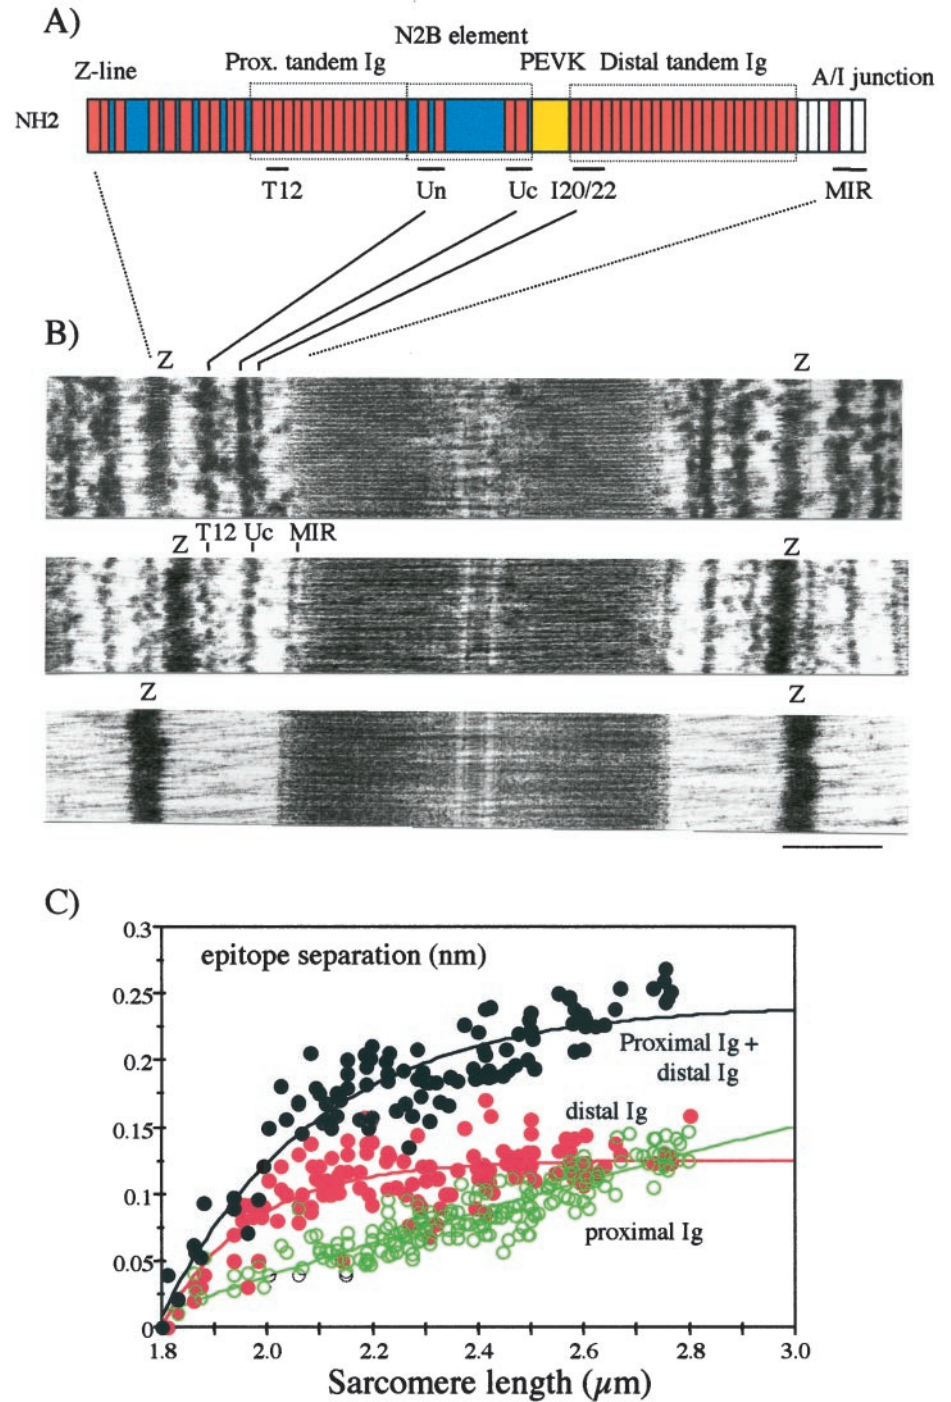 A)
N2B element
Z-line Prox. tandem Ig PEVK Distal tandem Ig A/I junction
NH2
T12 Un Uc I20/22 MIR
B)
Z Z
Z T12 Uc MIR Z
Z Z
C)
0.3
epitope separation (nm)
0.25
0.2
Proximal Ig +
distal Ig
0.15
distal Ig
0.1
proximal Ig
0.05
0
1.8 2.0 2.2 2.4 2.6 2.8 3.0
Sarcomere length (µm)